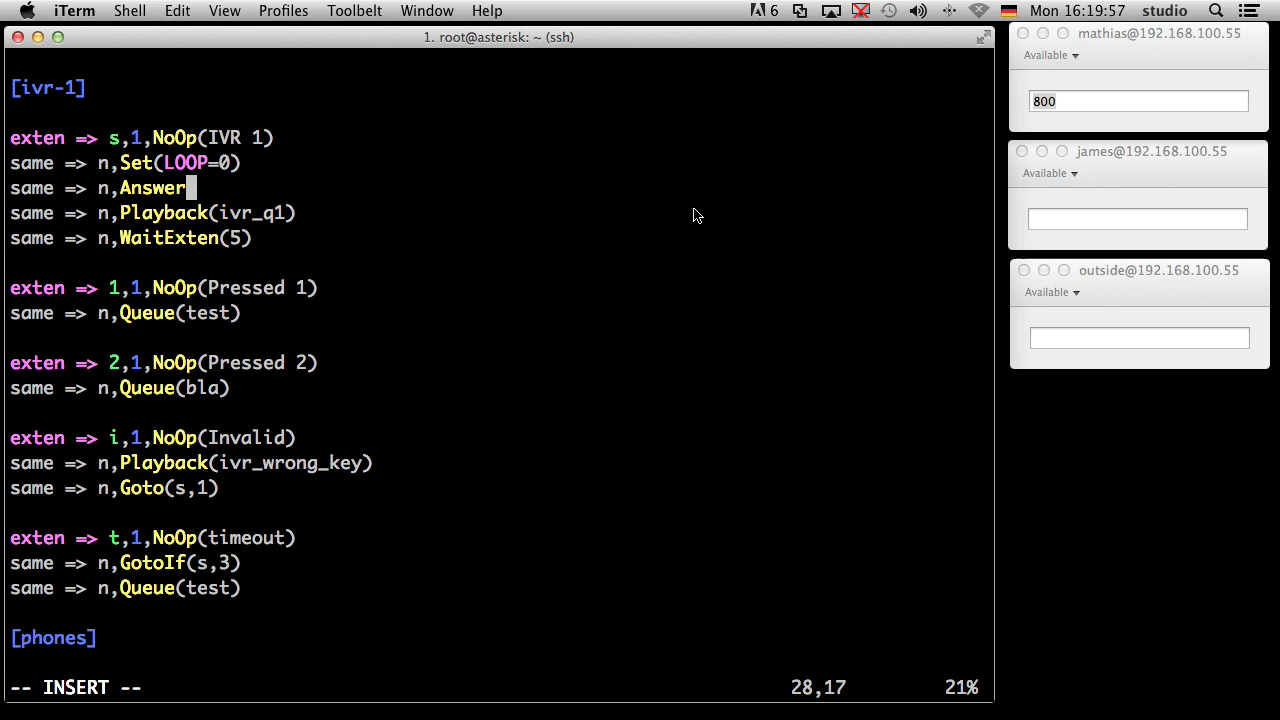 iTerm Shell Edit View Profiles Toolbelt Window Help 6 Mon 16:19:57 studio
1. root@asterisk: ~ (ssh)
[ivr-1]
exten => s,1,NoOp(IVR 1)
same => n,Set(LOOP=0)
same => n,Answer
same => n,Playback(ivr_q1)
same => n,WaitExten(5)
exten => 1,1,NoOp(Pressed 1)
same => n,Queue(test)
exten => 2,1,NoOp(Pressed 2)
same => n,Queue(bla)
exten => i,1,NoOp(Invalid)
same => n,Playback(ivr_wrong_key)
same => n,Goto(s,1)
exten => t,1,NoOp(timeout)
same => n,GotoIf(s,3)
same => n,Queue(test)
[phones]
-- INSERT -- 28,17 21%
mathias@192.168.100.55
Available
800
james@192.168.100.55
Available
outside@192.168.100.55
Available